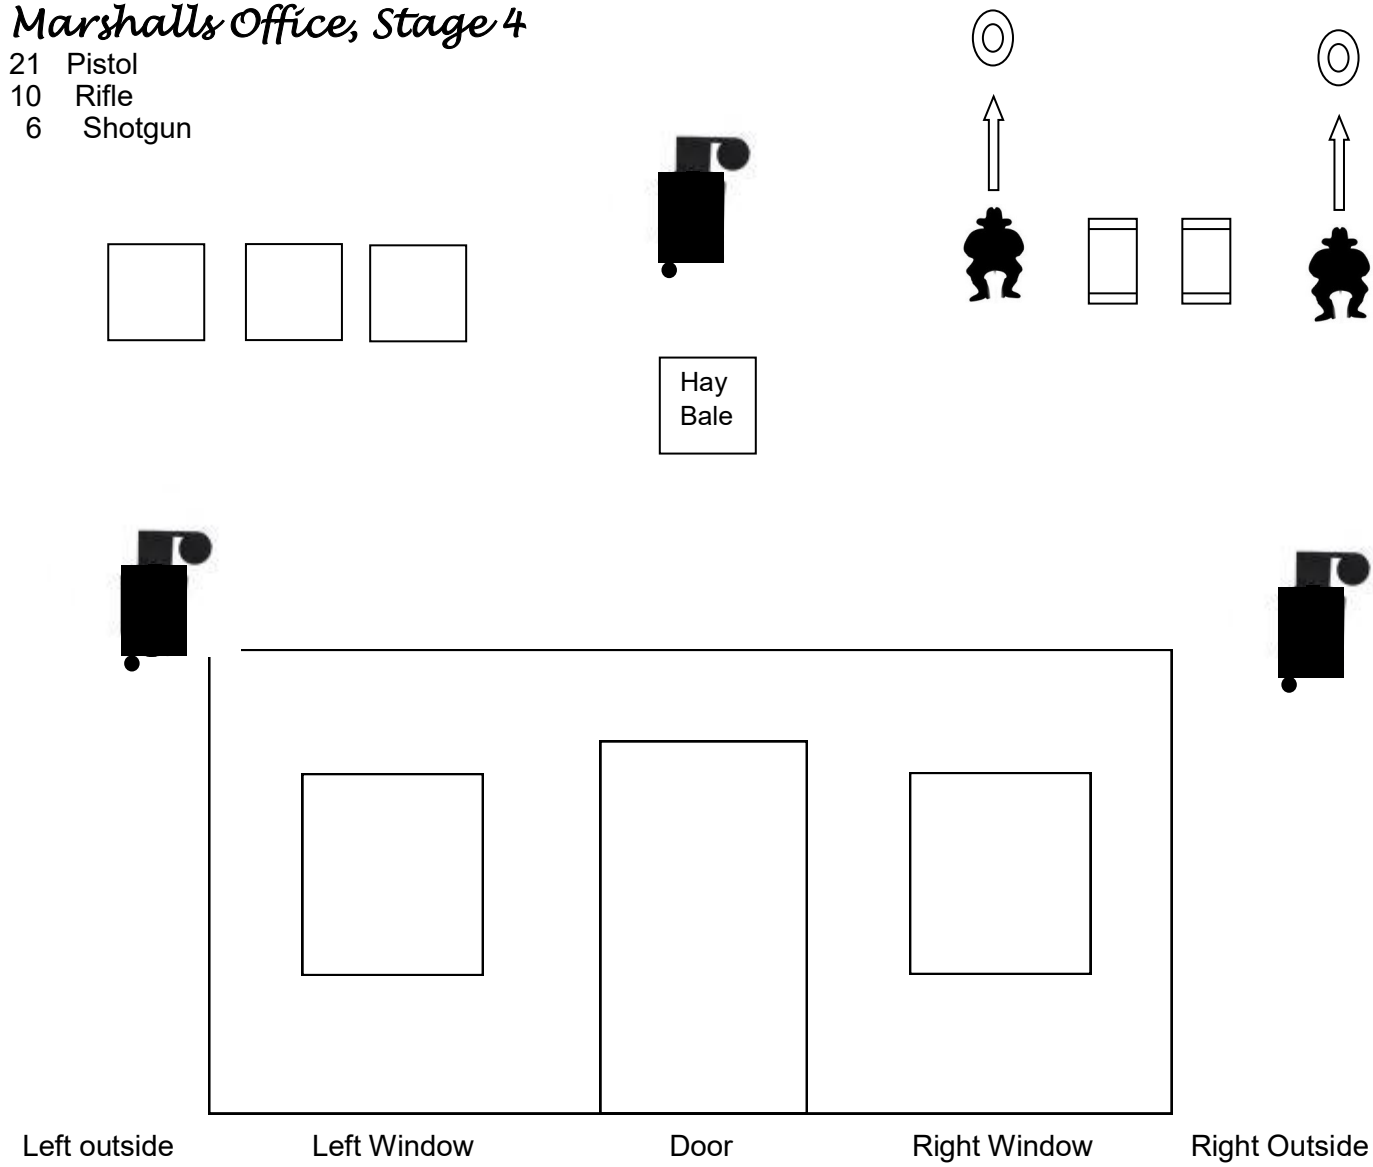 Marshalls Office, Stage 4
21 Pistol
10 Rifle
6 Shotgun
Hay
Bale
Left outside Left Window Door Right Window Right Outside